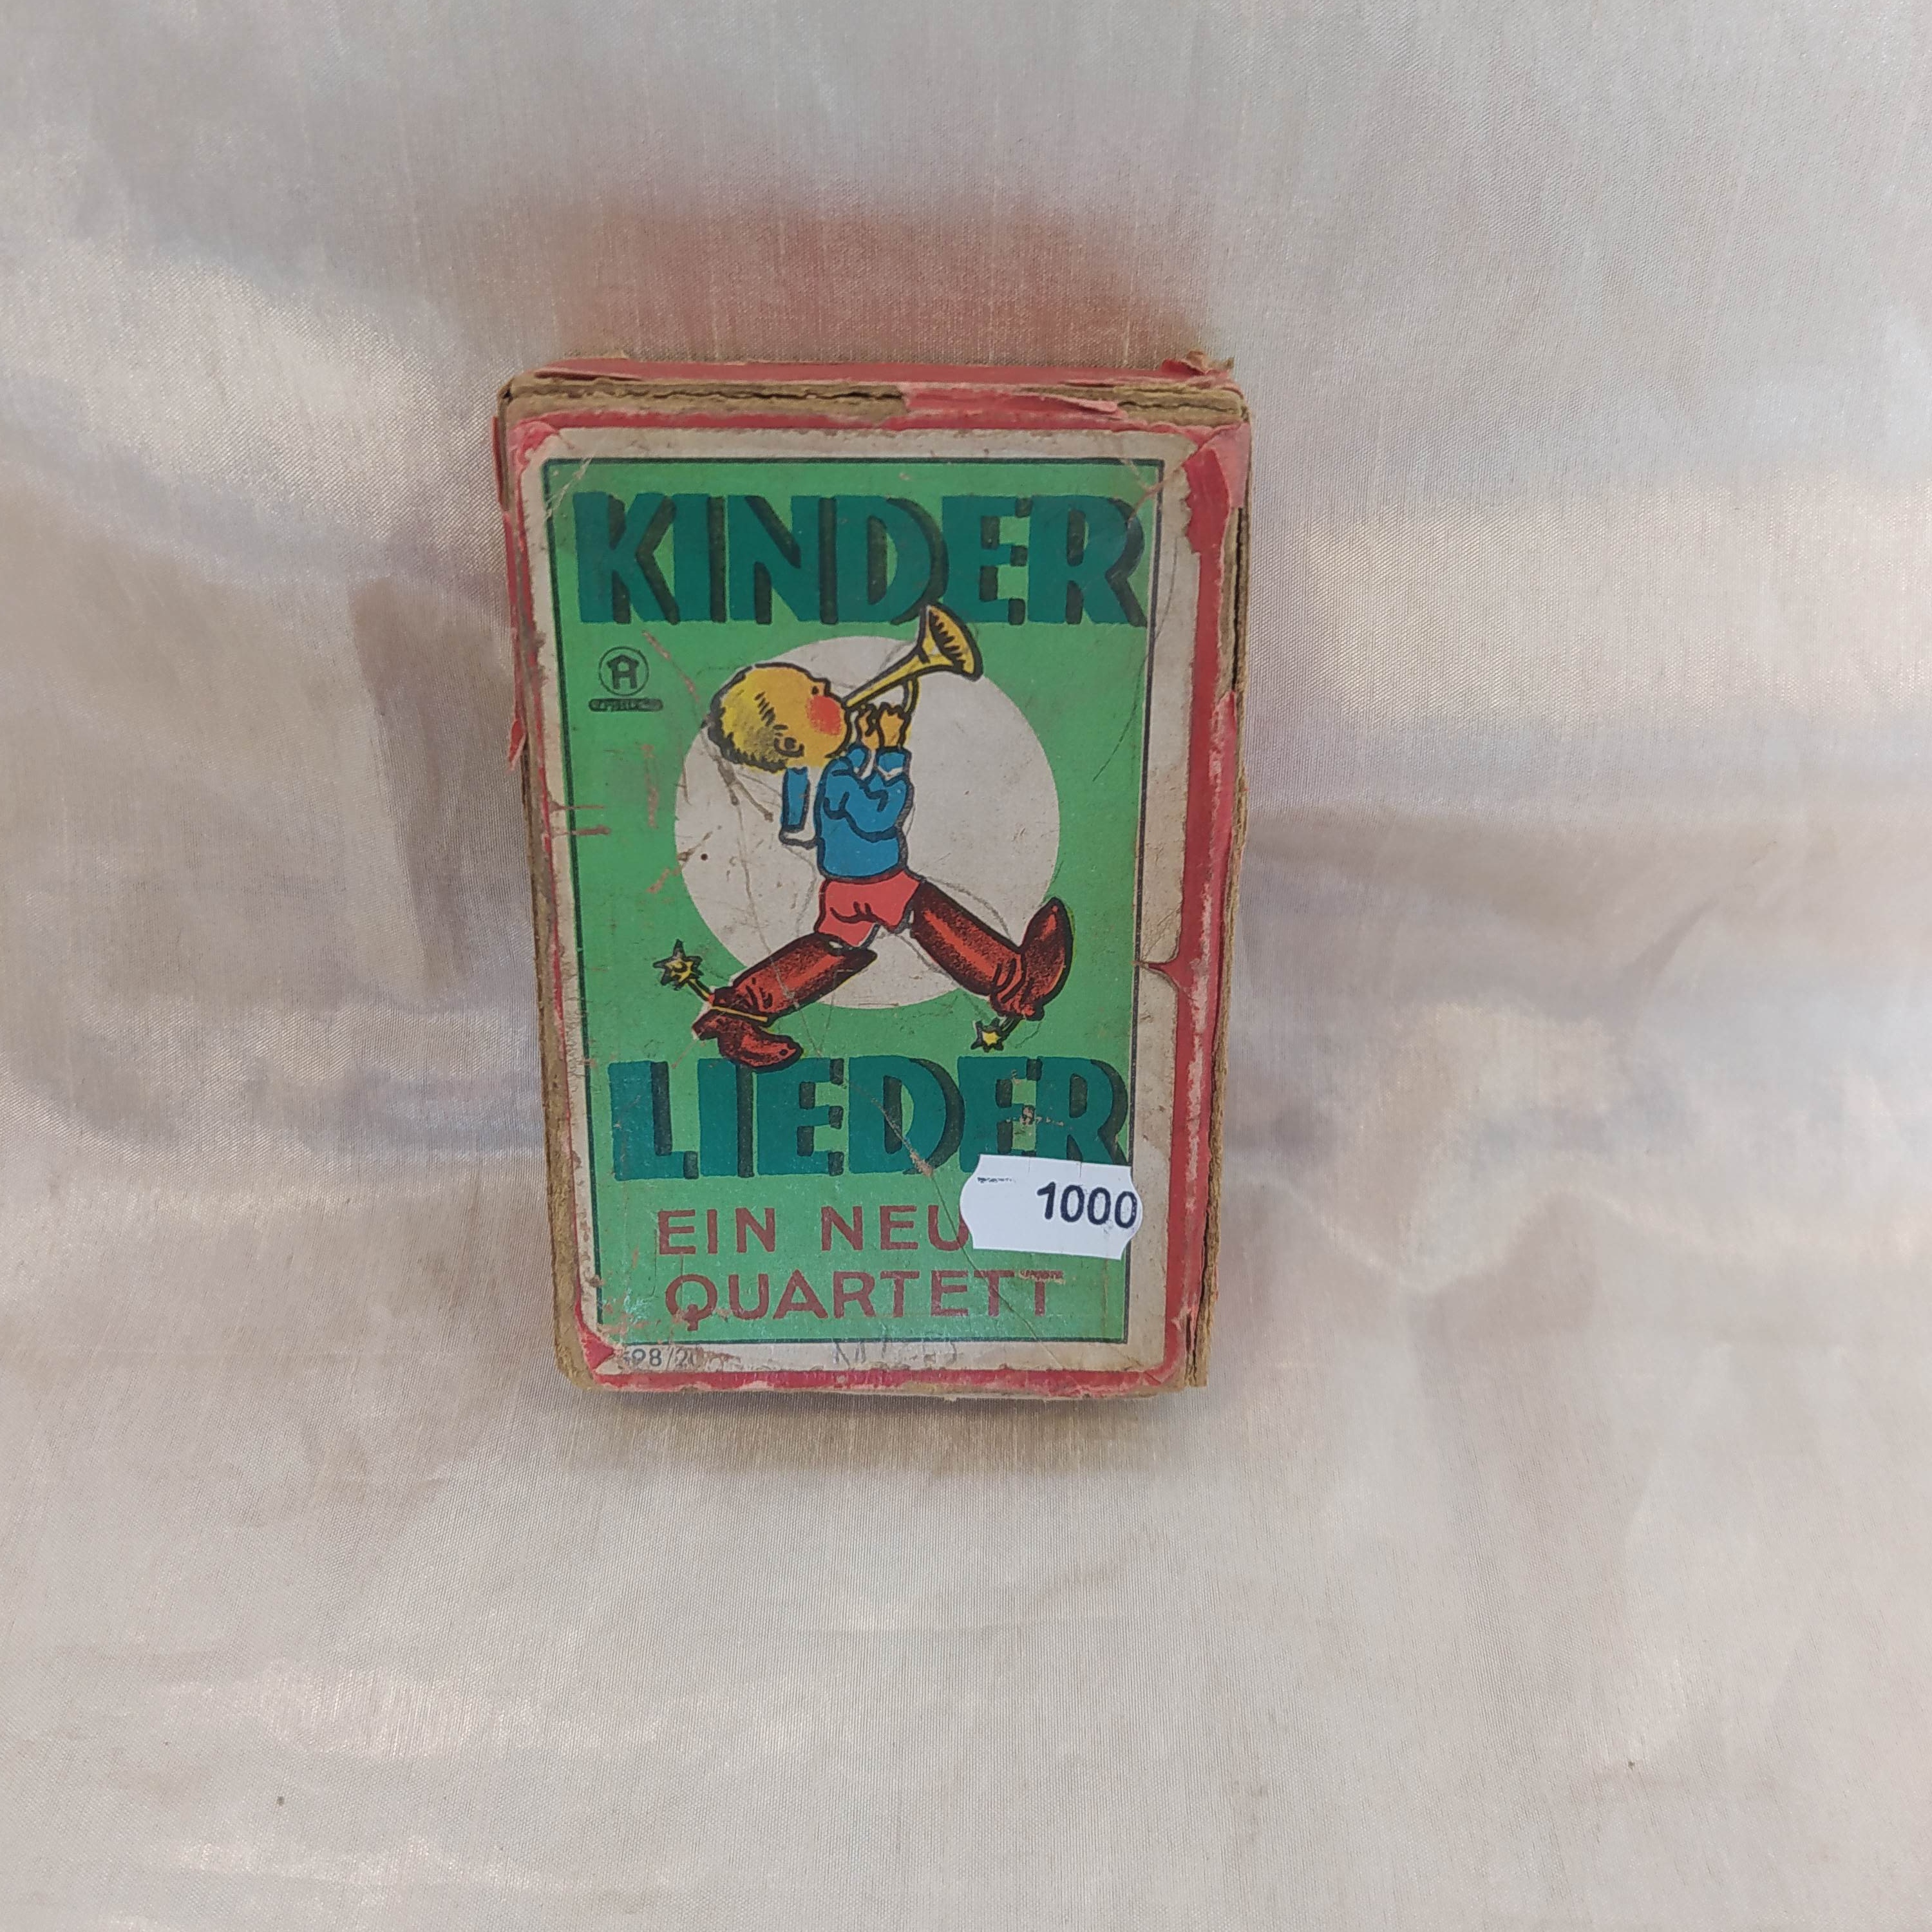 KINDER
LIEDER
1000
EIN NEU
QUARTETT